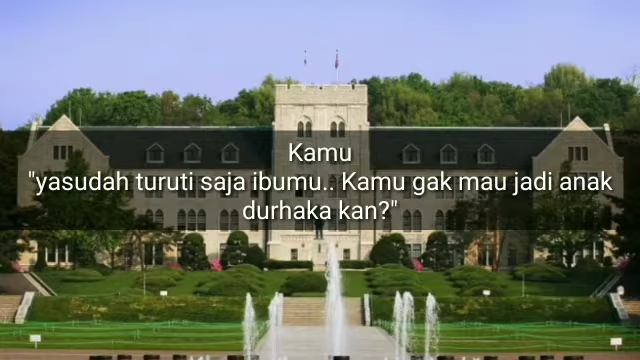 Kamu
"yasudah turuti saja ibumu.. Kamu gak mau jadi anak
durhaka kan?"